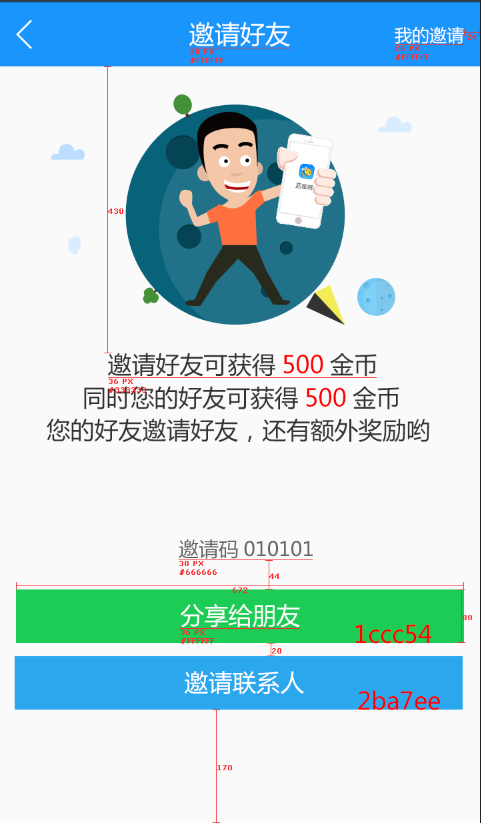 邀请好友
我的邀请
430
邀请好友可获得 500 金币
36 PX
同时您的好友可获得 500 金币
您的好友邀请好友，还有额外奖励哟
邀请码 010101
30 PX
#666666
44
672
分享给朋友
36 PX
#FFFFFF
1ccc54
80
20
邀请联系人
2ba7ee
170